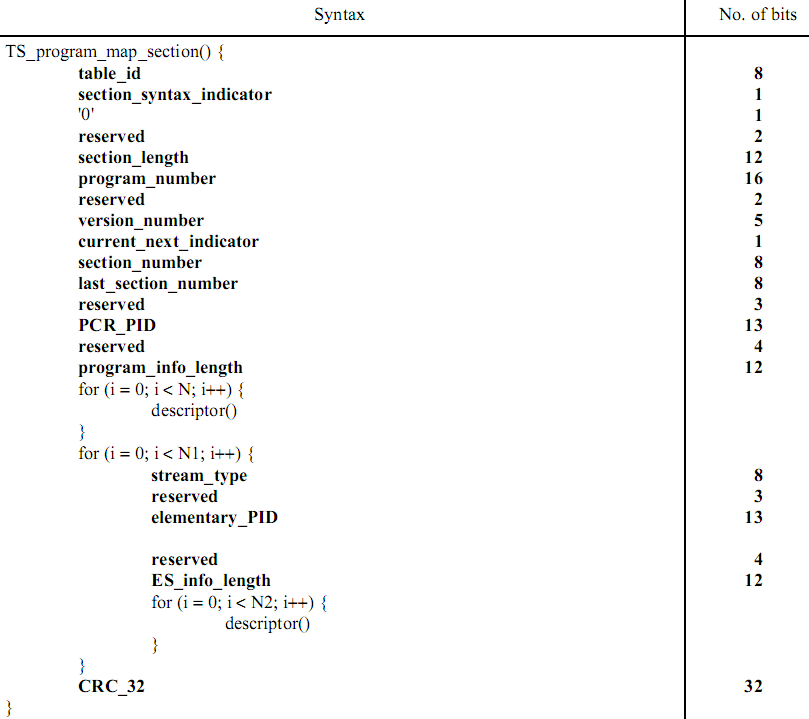 Syntax No. of bits
TS_program_map_section() {
table_id 8
section_syntax_indicator 1
'0' 1
reserved 2
section_length 12
program_number 16
reserved 2
version_number 5
current_next_indicator 1
section_number 8
last_section_number 8
reserved 3
PCR_PID 13
reserved 4
program_info_length 12
for (i = 0; i < N; i++) {
descriptor()
}
for (i = 0; i < N1; i++) {
stream_type 8
reserved 3
elementary_PID 13
reserved 4
ES_info_length 12
for (i = 0; i < N2; i++) {
descriptor()
}
}
CRC_32 32
}